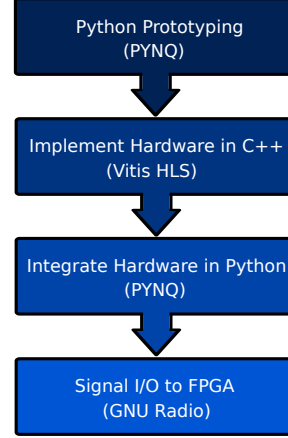 Python Prototyping
(PYNQ)
Implement Hardware in C++
(Vitis HLS)
Integrate Hardware in Python
(PYNQ)
Signal I/O to FPGA
(GNU Radio)